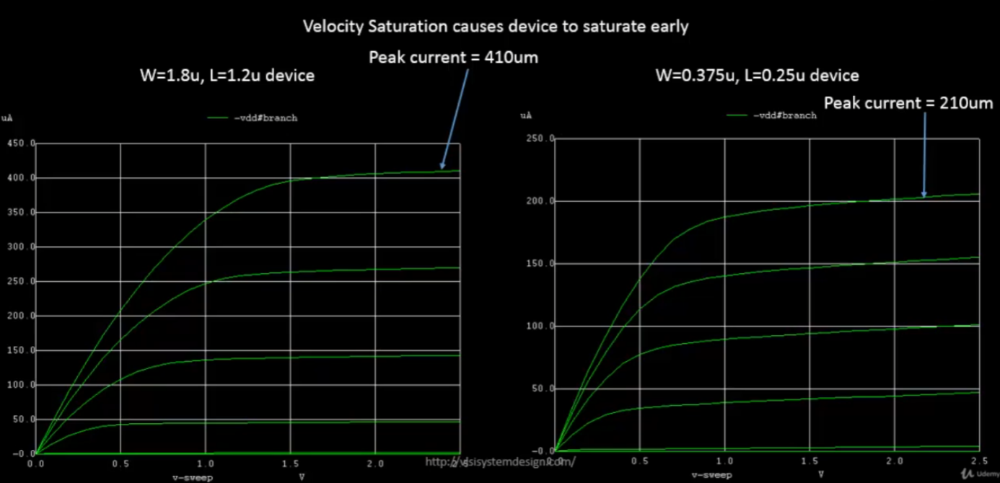 Velocity Saturation causes device to saturate early
Peak current = 410um
W=1.8u, L=1.2u device
W=0.375u, L=0.25u device
Peak current = 210um
uA
-vdd#branch
450.0
400.0
350.0
300.0
250.0
200.0
150.0
100.0
50.0
-0.0
0.0
0.5
1.0
1.5
2.0
2.5
v-sweep
V
uA
-vdd#branch
250.0
200.0
150.0
100.0
50.0
-0.0
0.0
0.5
1.0
1.5
2.0
2.5
v-sweep
V
http://vlsisystemdesign.com/
Udemy